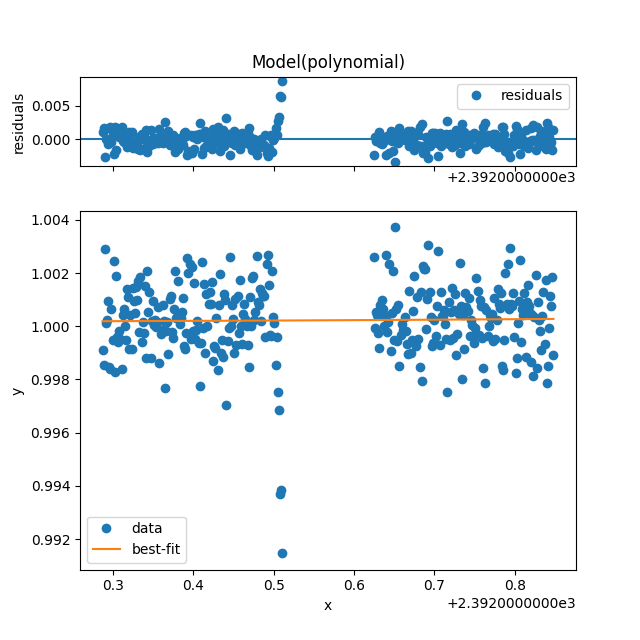 Model(polynomial)
residuals
0.005
0.000
residuals
+2.3920000000e3
1.004
1.002
1.000
0.998
0.996
0.994
0.992
y
data
best-fit
0.3 0.4 0.5 0.6 0.7 0.8
x
+2.3920000000e3